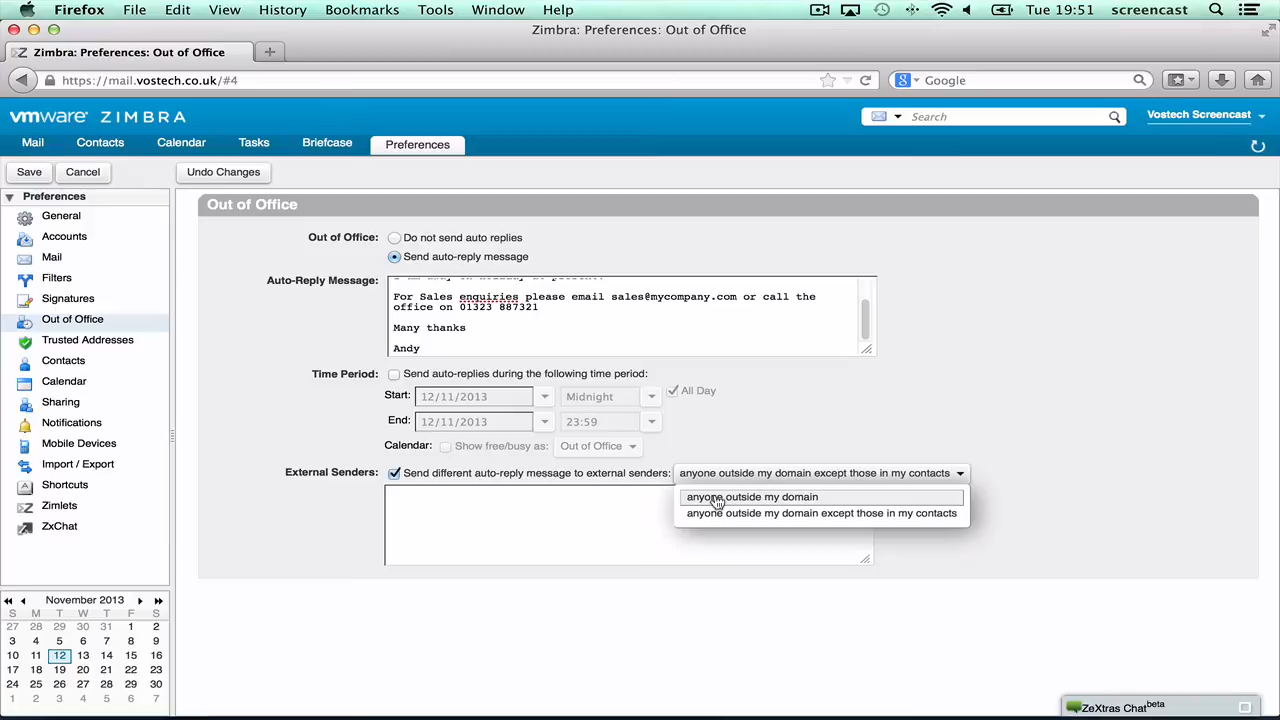 Firefox File Edit View History Bookmarks Tools Window Help Tue 19:51 screencast
Zimbra: Preferences: Out of Office
Zimbra: Preferences: Out of Office
https://mail.vostech.co.uk/#4 Google
vmware ZIMBRA Search Vostech Screencast
Mail Contacts Calendar Tasks Briefcase Preferences
Save Cancel Undo Changes
Preferences
General
Accounts
Mail
Filters
Signatures
Out of Office
Trusted Addresses
Contacts
Calendar
Sharing
Notifications
Mobile Devices
Import / Export
Shortcuts
Zimlets
ZxChat
Out of Office
Out of Office: Do not send auto replies
Send auto-reply message
Auto-Reply Message:
For Sales enquiries please email sales@mycompany.com or call the
office on 01323 887321
Many thanks
Andy
Time Period: Send auto-replies during the following time period:
Start: 12/11/2013 Midnight All Day
End: 12/11/2013 23:59
Calendar: Show free/busy as: Out of Office
External Senders: Send different auto-reply message to external senders: anyone outside my domain except those in my contacts
anyone outside my domain
anyone outside my domain except those in my contacts
November 2013
S M T W T F S
27 28 29 30 31 1 2
3 4 5 6 7 8 9
10 11 12 13 14 15 16
17 18 19 20 21 22 23
24 25 26 27 28 29 30
1 2 3 4 5 6 7
ZeXtras Chat beta